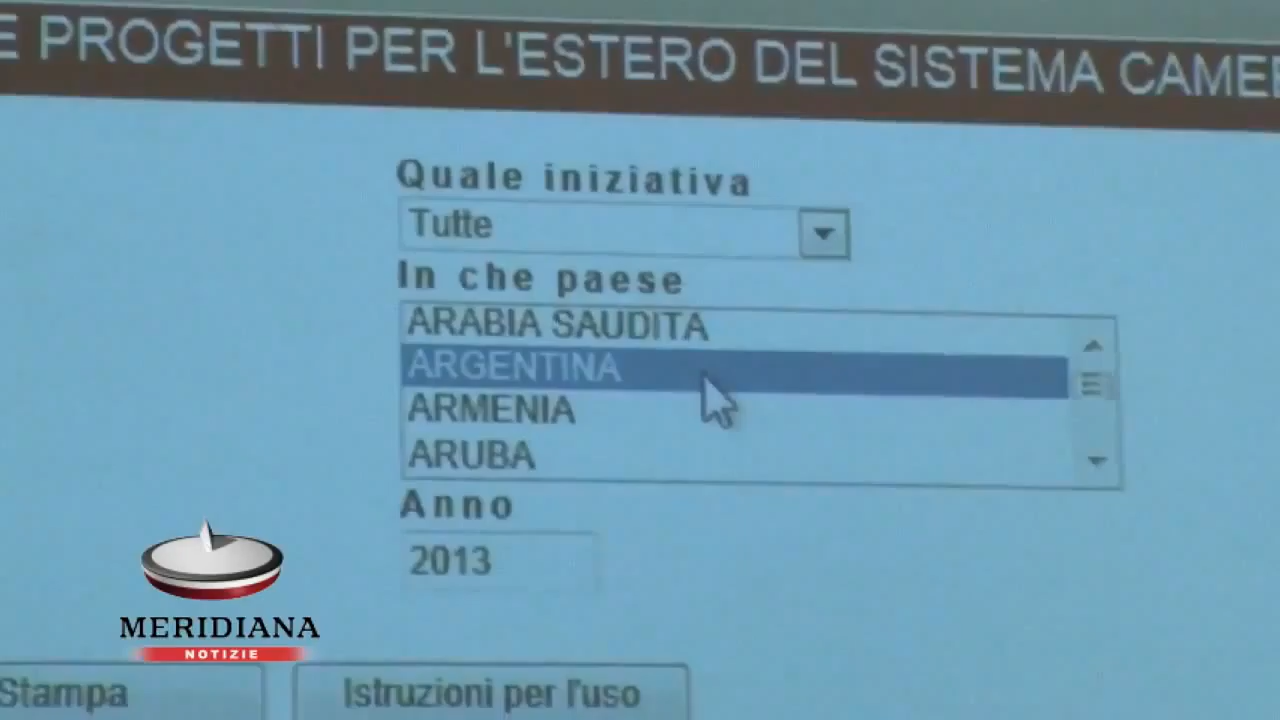 E PROGETTI PER L'ESTERO DEL SISTEMA CAMER
Quale iniziativa
Tutte
In che paese
ARABIA SAUDITA
ARGENTINA
ARMENIA
ARUBA
Anno
2013
MERIDIANA
NOTIZIE
Stampa
Istruzioni per l'uso